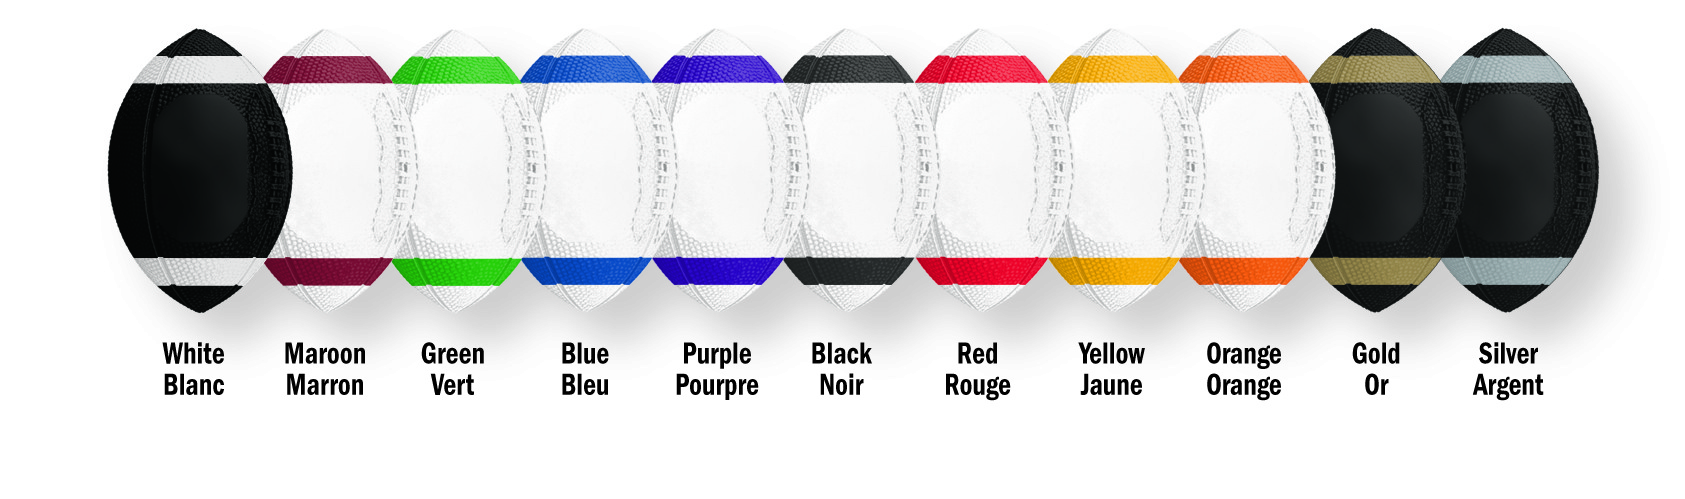 White Maroon Green Blue Purple Black Red Yellow Orange Gold Silver
Blanc Marron Vert Bleu Pourpre Noir Rouge Jaune Orange Or Argent